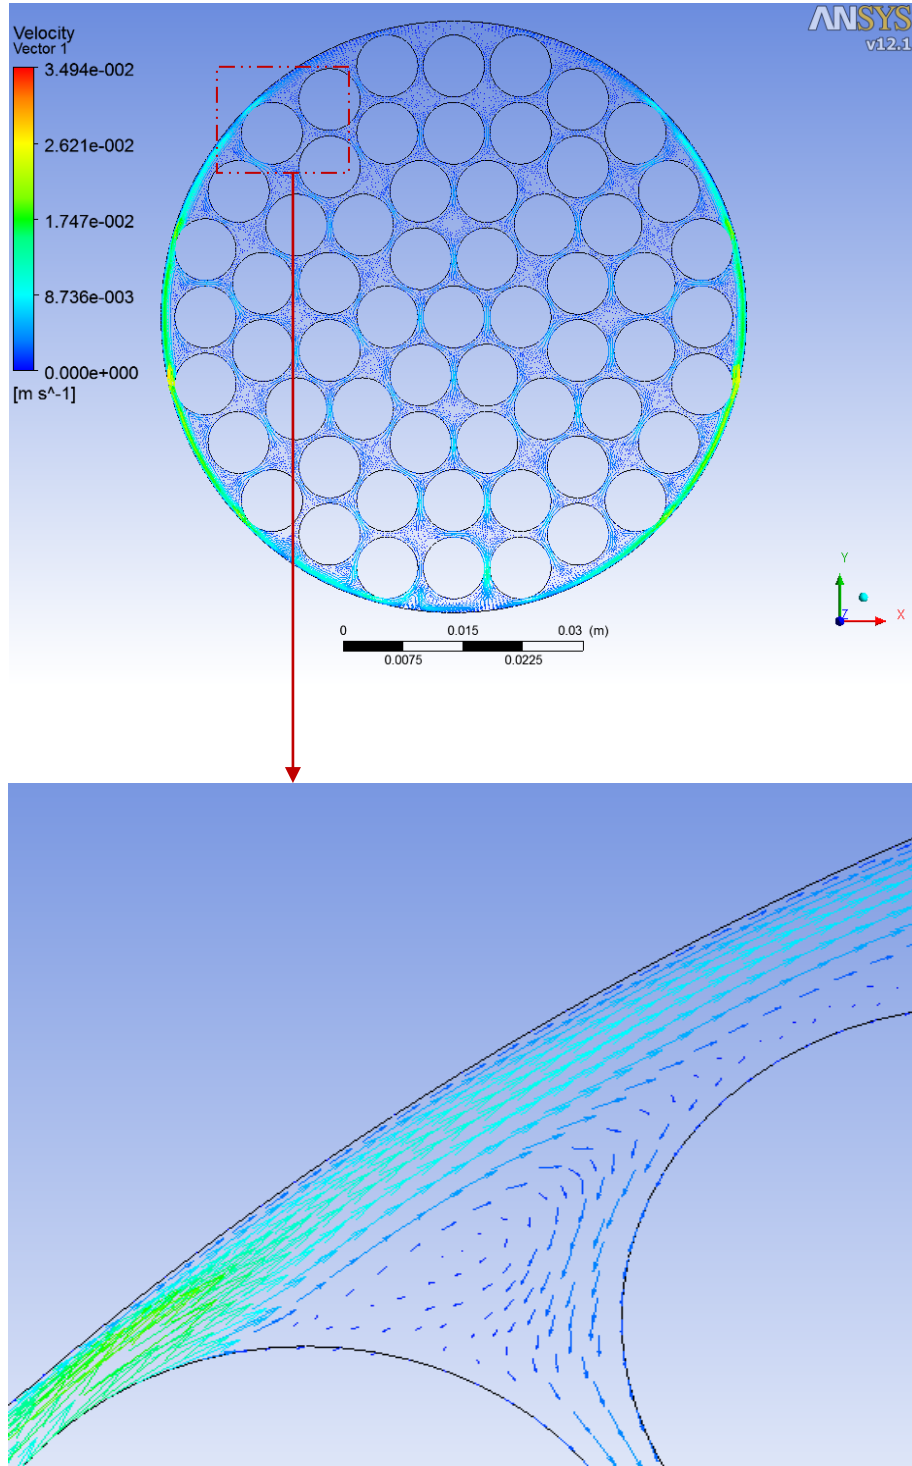 Velocity
Vector 1
3.494e-002
2.621e-002
1.747e-002
8.736e-003
0.000e+000
[m s^-1]
ANSYS
v12.1
Y
Z
X
0 0.015 0.03 (m)
0.0075 0.0225